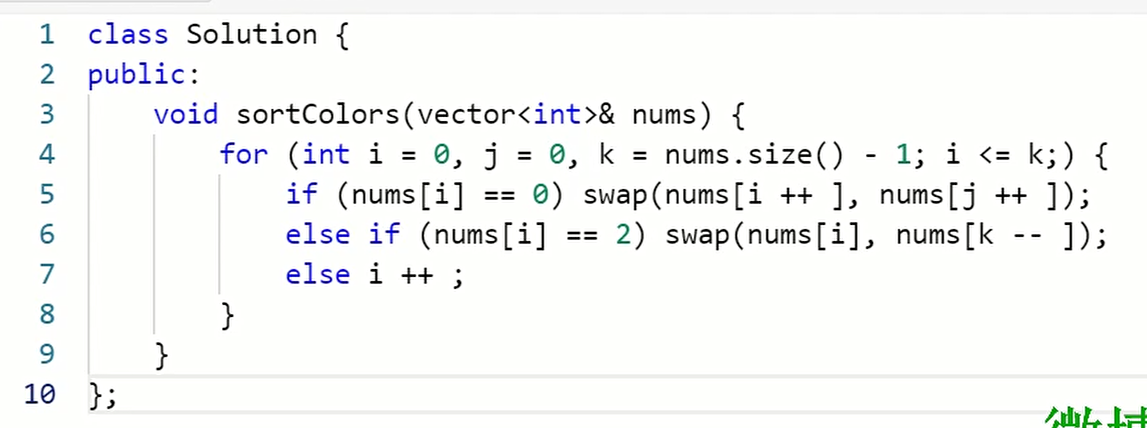 1 class Solution {
2 public:
3 void sortColors(vector<int>& nums) {
4 for (int i = 0, j = 0, k = nums.size() - 1; i <= k;) {
5 if (nums[i] == 0) swap(nums[i ++ ], nums[j ++ ]);
6 else if (nums[i] == 2) swap(nums[i], nums[k -- ]);
7 else i ++ ;
8 }
9 }
10 };